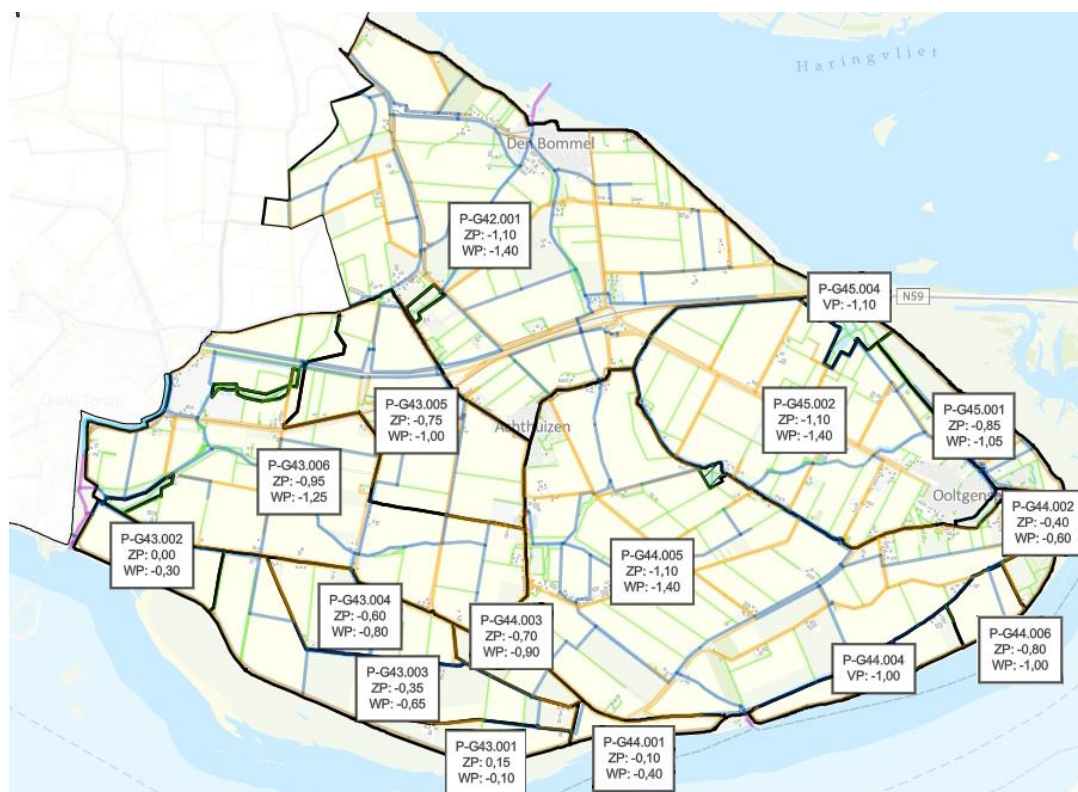 Haringvliet
Den Bommel
P-G42.001
ZP: -1,10
WP: -1,40
P-G45.004
VP: -1,10
N59
Oude-Tonge
P-G43.005
ZP: -0,75
WP: -1,00
Achthuizen
P-G45.002
ZP: -1,10
WP: -1,40
P-G45.001
ZP: -0,85
WP: -1,05
P-G43.006
ZP: -0,95
WP: -1,25
Ooltgens
P-G44.002
ZP: -0,40
WP: -0,60
P-G43.002
ZP: 0,00
WP: -0,30
P-G44.005
ZP: -1,10
WP: -1,40
P-G43.004
ZP: -0,60
WP: -0,80
P-G44.003
ZP: -0,70
WP: -0,90
P-G44.006
ZP: -0,80
WP: -1,00
P-G43.003
ZP: -0,35
WP: -0,65
P-G44.004
VP: -1,00
P-G43.001
ZP: 0,15
WP: -0,10
P-G44.001
ZP: -0,10
WP: -0,40